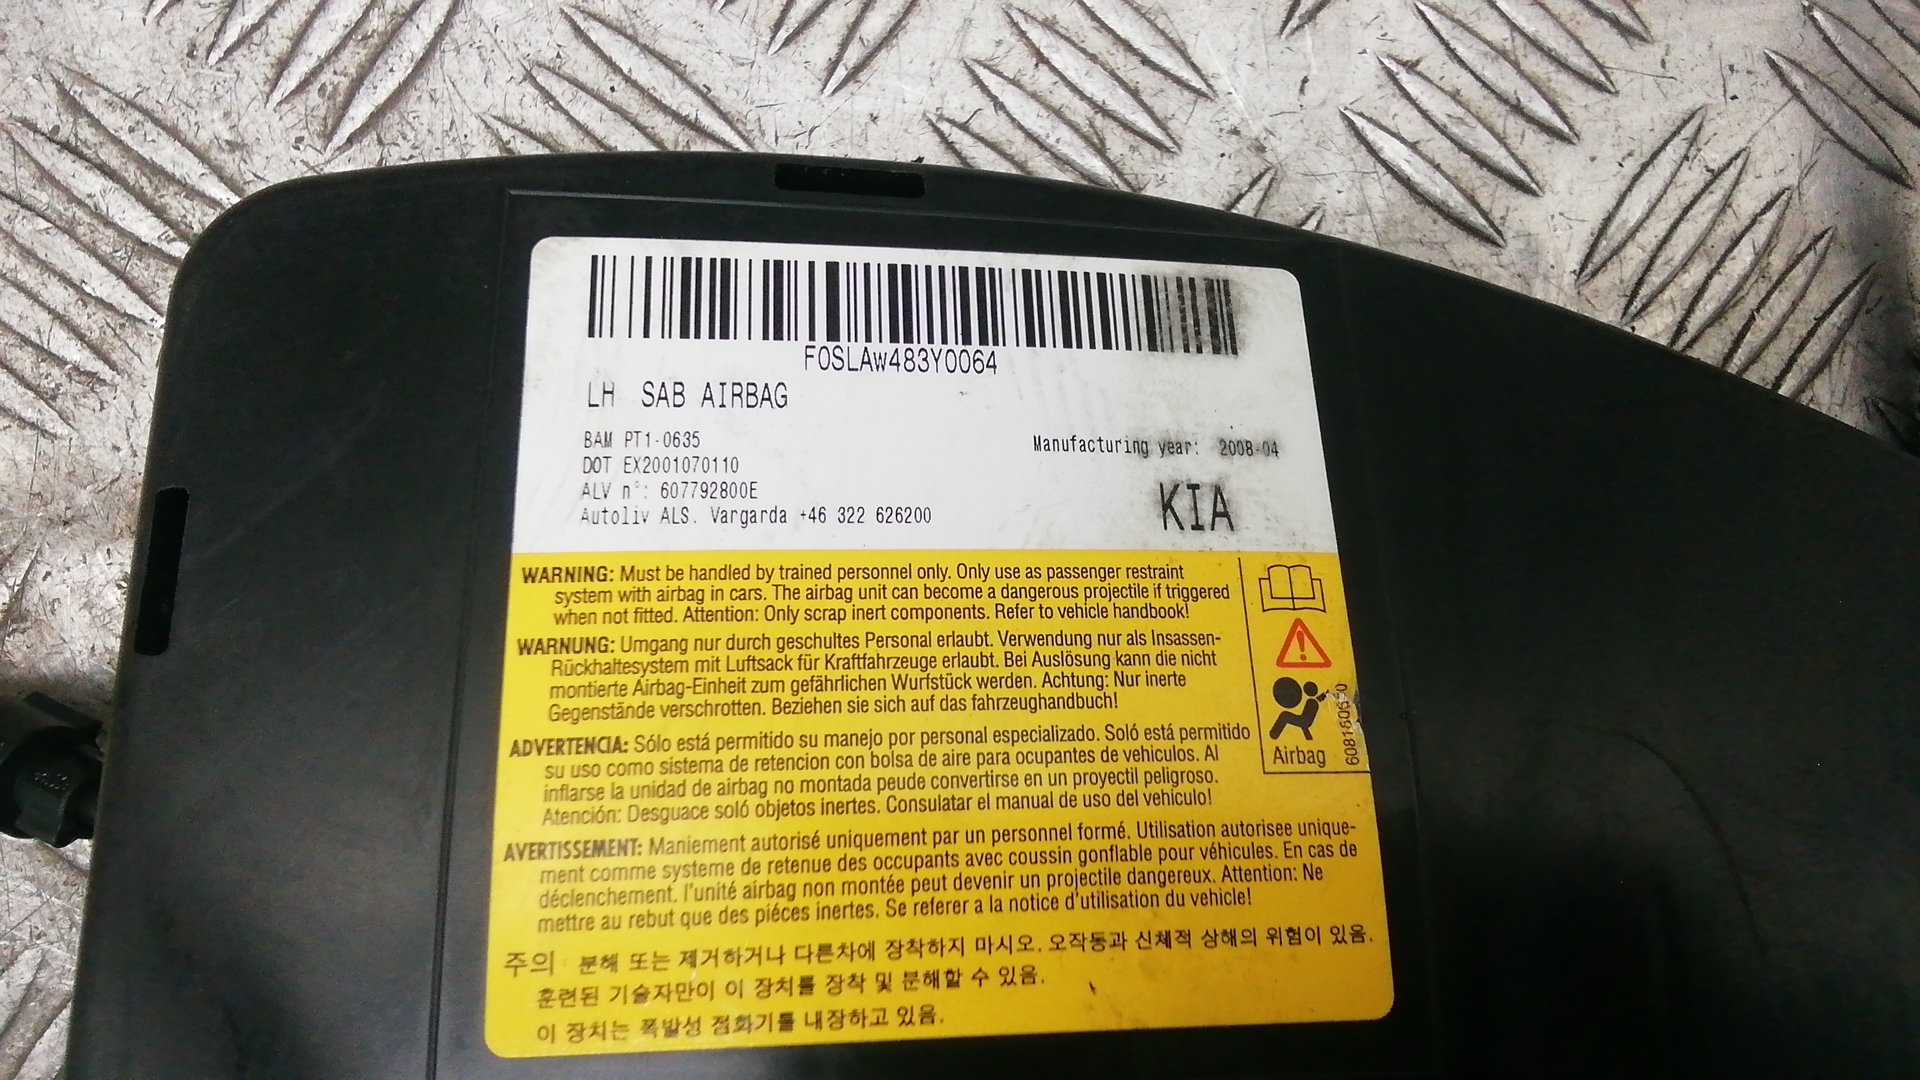 F0SLAw483Y0064
LH SAB AIRBAG
BAM PT1-0635
DOT EX2001070110
ALV n°: 607792800E
Autoliv ALS. Vargarda +46 322 626200
Manufacturing year: 2008-04
KIA
WARNING: Must be handled by trained personnel only. Only use as passenger restraint
system with airbag in cars. The airbag unit can become a dangerous projectile if triggered
when not fitted. Attention: Only scrap inert components. Refer to vehicle handbook!
WARNUNG: Umgang nur durch geschultes Personal erlaubt. Verwendung nur als Insassen-
Rückhaltesystem mit Luftsack für Kraftfahrzeuge erlaubt. Bei Auslösung kann die nicht
montierte Airbag-Einheit zum gefährlichen Wurfstück werden. Achtung: Nur inerte
Gegenstände verschrotten. Beziehen sie sich auf das fahrzeughandbuch!
ADVERTENCIA: Sólo está permitido su manejo por personal especializado. Soló está permitido
su uso como sistema de retencion con bolsa de aire para ocupantes de vehiculos. Al
inflarse la unidad de airbag no montada peude convertirse en un proyectil peligroso.
Atención: Desguace soló objetos inertes. Consulatar el manual de uso del vehículo!
AVERTISSEMENT: Maniement autorisé uniquement par un personnel formé. Utilisation autorisee unique-
ment comme systeme de retenue des occupants avec coussin gonflable pour véhicules. En cas de
déclenchement, l'unité airbag non montée peut devenir un projectile dangereux. Attention: Ne
mettre au rebut que des piéces inertes. Se referer a la notice d'utilisation du vehicle!
주의 : 분해 또는 제거하거나 다른차에 장착하지 마시오. 오작동과 신체적 상해의 위험이 있음.
훈련된 기술자만이 이 장치를 장착 및 분해할 수 있음.
이 장치는 폭발성 점화기를 내장하고 있음.
Airbag